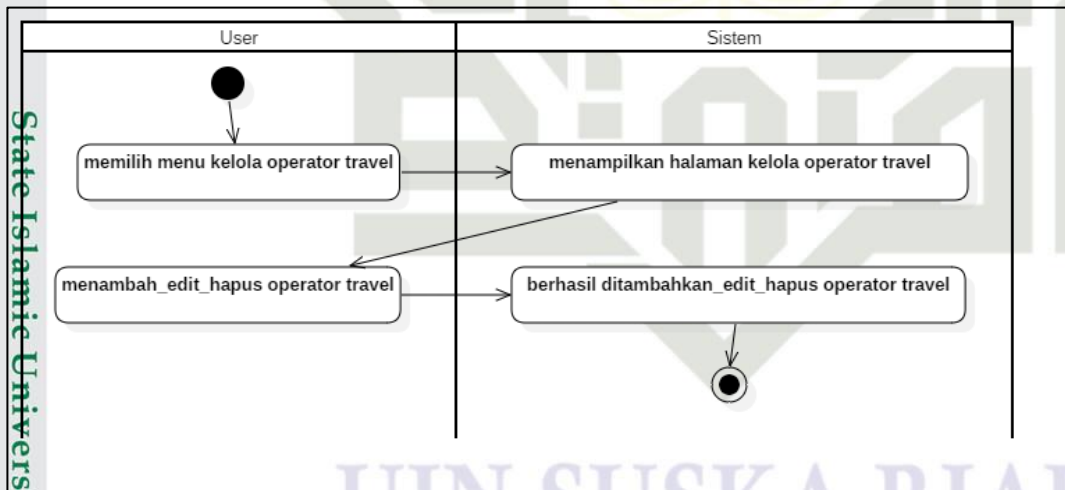 User
Sistem
memilih menu kelola operator travel
menampilkan halaman kelola operator travel
menambah_edit_hapus operator travel
berhasil ditambahkan_edit_hapus operator travel
State Islamic Univers
UIN SUSKA RIAU